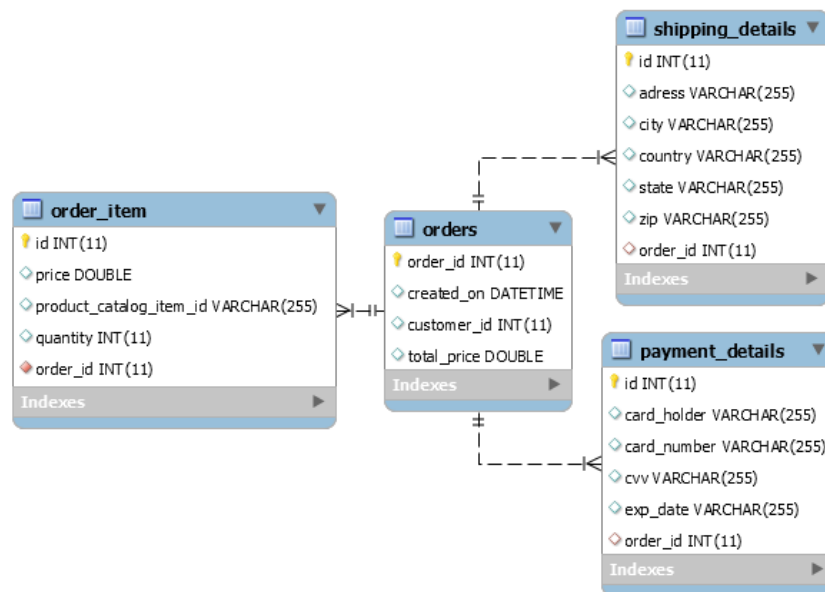 order_item
id INT(11)
price DOUBLE
product_catalog_item_id VARCHAR(255)
quantity INT(11)
order_id INT(11)
Indexes
orders
order_id INT(11)
created_on DATETIME
customer_id INT(11)
total_price DOUBLE
Indexes
shipping_details
id INT(11)
adress VARCHAR(255)
city VARCHAR(255)
country VARCHAR(255)
state VARCHAR(255)
zip VARCHAR(255)
order_id INT(11)
Indexes
payment_details
id INT(11)
card_holder VARCHAR(255)
card_number VARCHAR(255)
cvv VARCHAR(255)
exp_date VARCHAR(255)
order_id INT(11)
Indexes